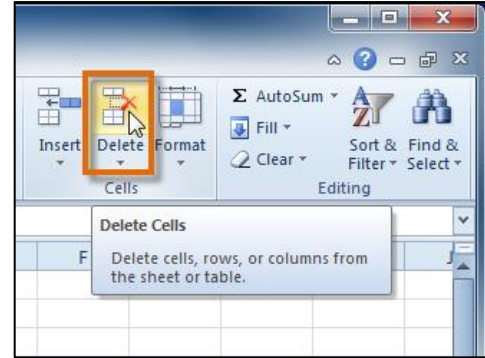 Σ AutoSum
Fill
Clear
Insert Delete Format
Sort & Filter
Find & Select
Cells
Editing
Delete Cells
Delete cells, rows, or columns from
the sheet or table.
F
J